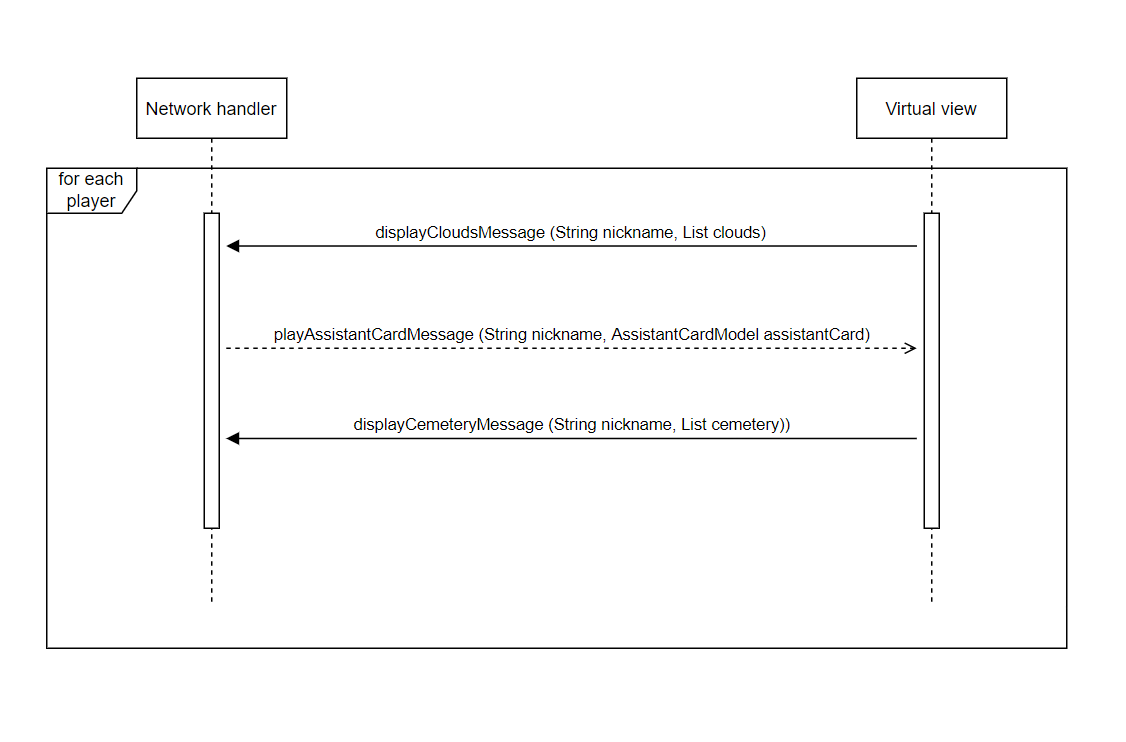 Network handler
Virtual view
for each
player
displayCloudsMessage (String nickname, List clouds)
playAssistantCardMessage (String nickname, AssistantCardModel assistantCard)
displayCemeteryMessage (String nickname, List cemetery))